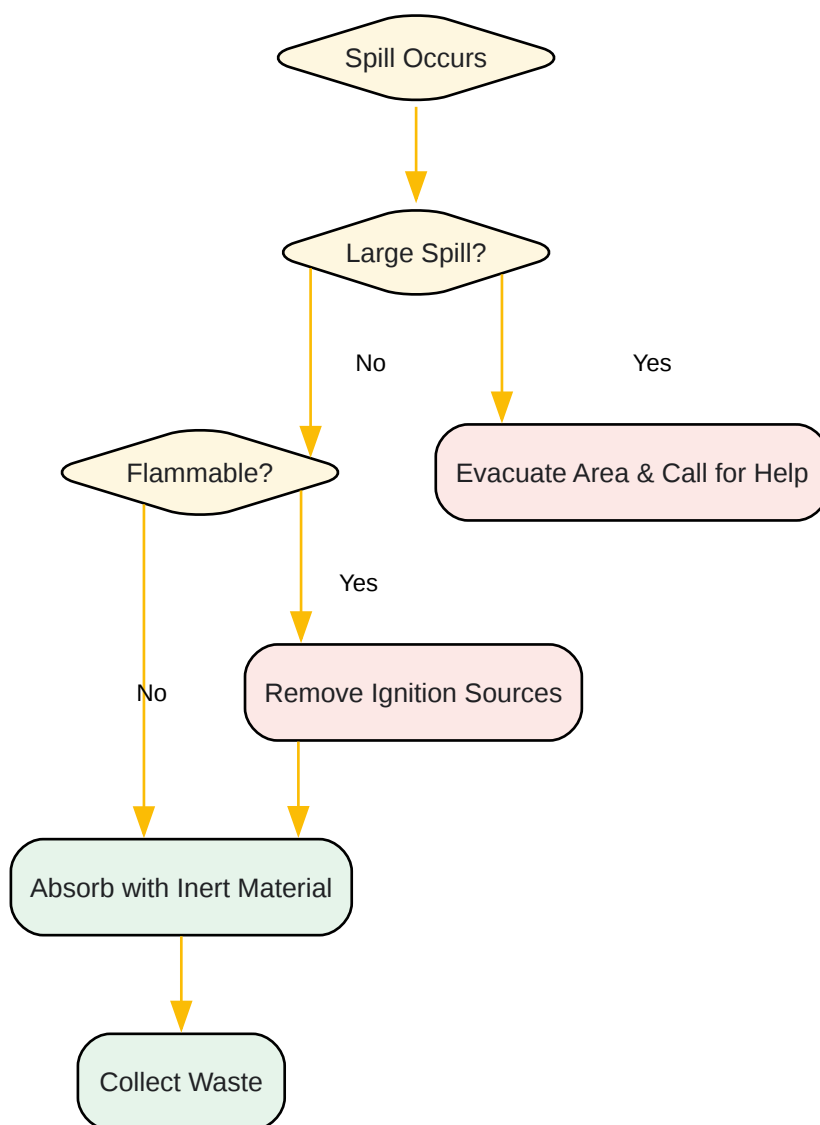 Spill Occurs
Large Spill?
No
Yes
Flammable?
Evacuate Area & Call for Help
Yes
Remove Ignition Sources
No
Absorb with Inert Material
Collect Waste